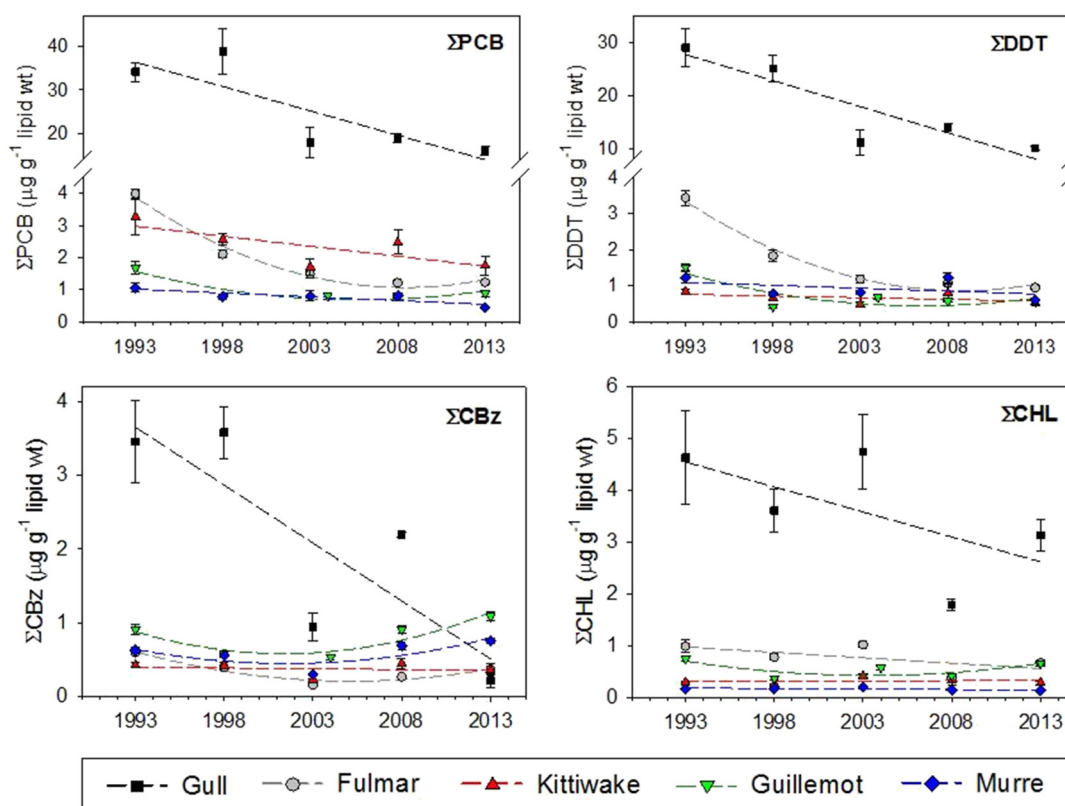 ΣPCB
ΣPCB (µg g⁻¹ lipid wt)
40
30
20
4
3
2
1
0
1993 1998 2003 2008 2013
ΣDDT
ΣDDT (µg g⁻¹ lipid wt)
30
20
10
4
3
2
1
0
1993 1998 2003 2008 2013
ΣCBz
ΣCBz (µg g⁻¹ lipid wt)
4
3
2
1
0
1993 1998 2003 2008 2013
ΣCHL
ΣCHL (µg g⁻¹ lipid wt)
6
5
4
3
2
1
0
1993 1998 2003 2008 2013
Gull Fulmar Kittiwake Guillemot Murre